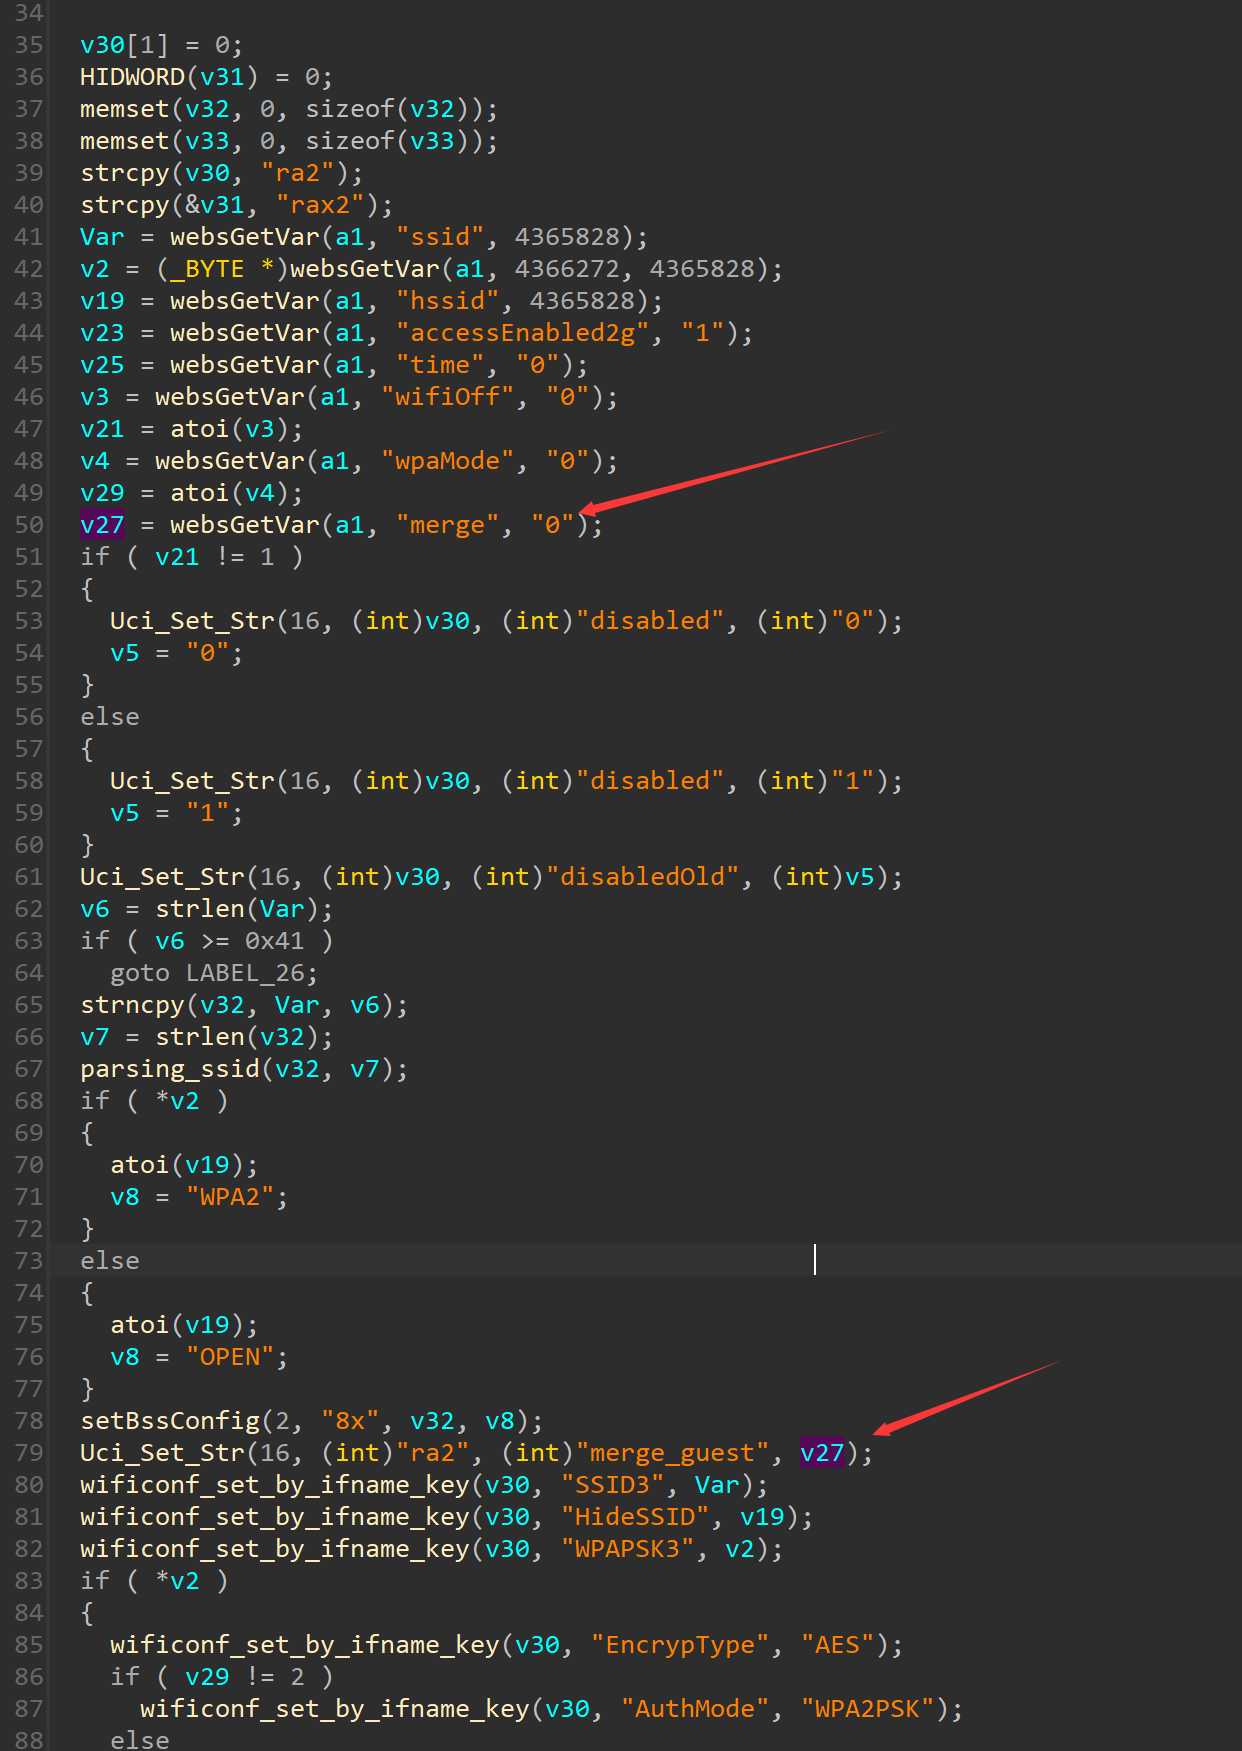 34
35 v30[1] = 0;
36 HIDWORD(v31) = 0;
37 memset(v32, 0, sizeof(v32));
38 memset(v33, 0, sizeof(v33));
39 strcpy(v30, "ra2");
40 strcpy(&v31, "rax2");
41 Var = websGetVar(a1, "ssid", 4365828);
42 v2 = (_BYTE *)websGetVar(a1, 4366272, 4365828);
43 v19 = websGetVar(a1, "hssid", 4365828);
44 v23 = websGetVar(a1, "accessEnabled2g", "1");
45 v25 = websGetVar(a1, "time", "0");
46 v3 = websGetVar(a1, "wifiOff", "0");
47 v21 = atoi(v3);
48 v4 = websGetVar(a1, "wpaMode", "0");
49 v29 = atoi(v4);
50 v27 = websGetVar(a1, "merge", "0");
51 if ( v21 != 1 )
52 {
53 Uci_Set_Str(16, (int)v30, (int)"disabled", (int)"0");
54 v5 = "0";
55 }
56 else
57 {
58 Uci_Set_Str(16, (int)v30, (int)"disabled", (int)"1");
59 v5 = "1";
60 }
61 Uci_Set_Str(16, (int)v30, (int)"disabledOld", (int)v5);
62 v6 = strlen(Var);
63 if ( v6 >= 0x41 )
64 goto LABEL_26;
65 strncpy(v32, Var, v6);
66 v7 = strlen(v32);
67 parsing_ssid(v32, v7);
68 if ( *v2 )
69 {
70 atoi(v19);
71 v8 = "WPA2";
72 }
73 else
74 {
75 atoi(v19);
76 v8 = "OPEN";
77 }
78 setBssConfig(2, "8x", v32, v8);
79 Uci_Set_Str(16, (int)"ra2", (int)"merge_guest", v27);
80 wificonf_set_by_ifname_key(v30, "SSID3", Var);
81 wificonf_set_by_ifname_key(v30, "HideSSID", v19);
82 wificonf_set_by_ifname_key(v30, "WPAPSK3", v2);
83 if ( *v2 )
84 {
85 wificonf_set_by_ifname_key(v30, "EncrypType", "AES");
86 if ( v29 != 2 )
87 wificonf_set_by_ifname_key(v30, "AuthMode", "WPA2PSK");
88 else